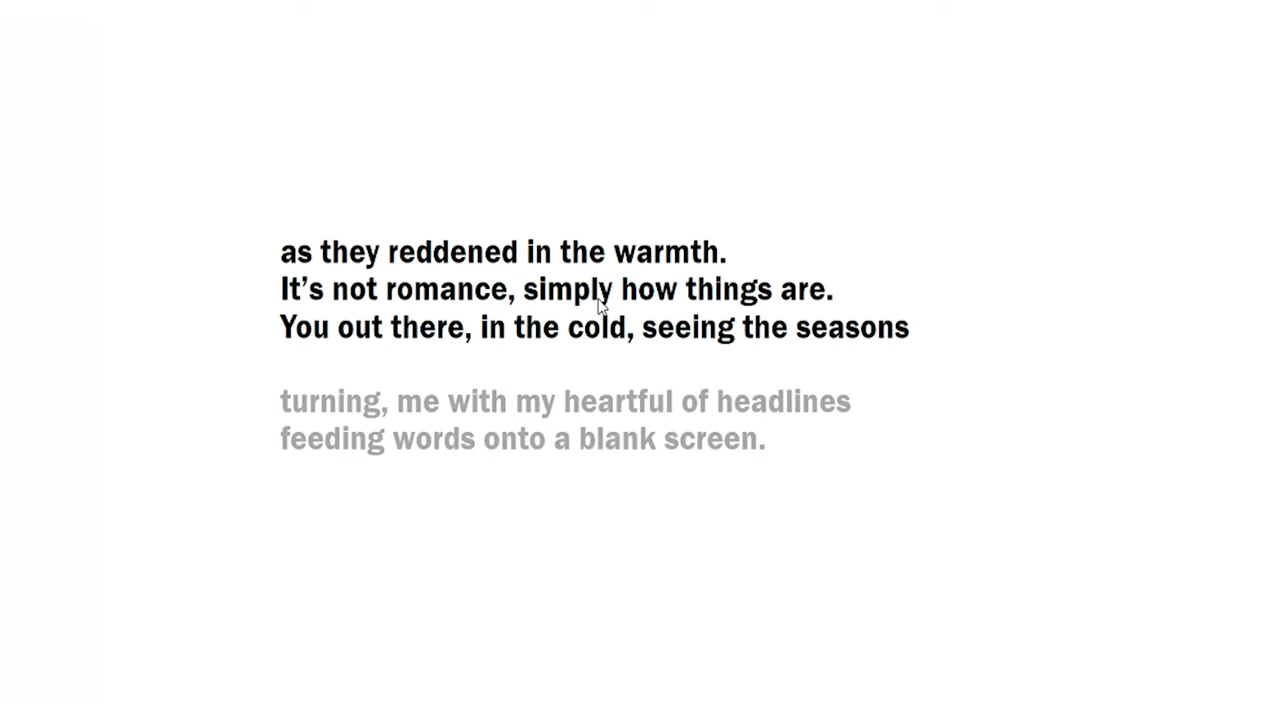 as they reddened in the warmth.
It’s not romance, simply how things are.
You out there, in the cold, seeing the seasons
turning, me with my heartful of headlines
feeding words onto a blank screen.